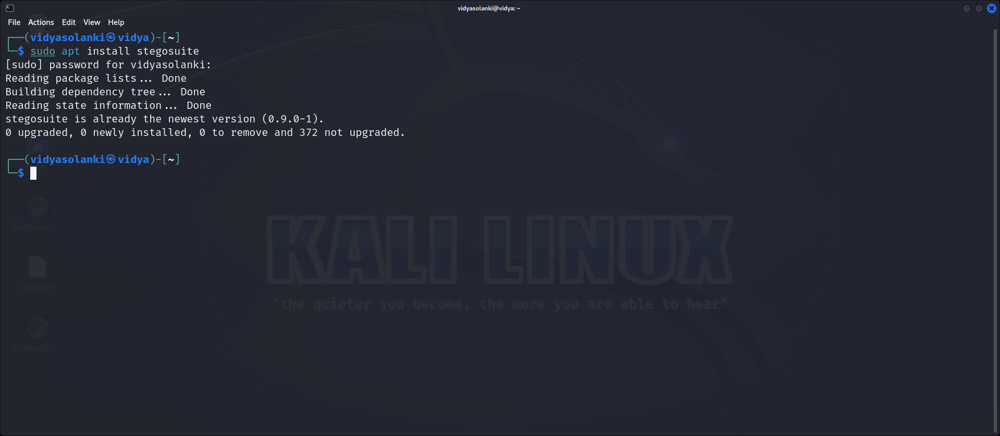 vidyasolanki@vidya: ~
File Actions Edit View Help
┌──(vidyasolanki㉿vidya)-[~]
└─$ sudo apt install stegosuite
[sudo] password for vidyasolanki:
Reading package lists... Done
Building dependency tree... Done
Reading state information... Done
stegosuite is already the newest version (0.9.0-1).
0 upgraded, 0 newly installed, 0 to remove and 372 not upgraded.
┌──(vidyasolanki㉿vidya)-[~]
└─$
FullMoon2...
KALI LINUX
Moon.txt
"the quieter you become, the more you are able to hear"
FullMoon2...